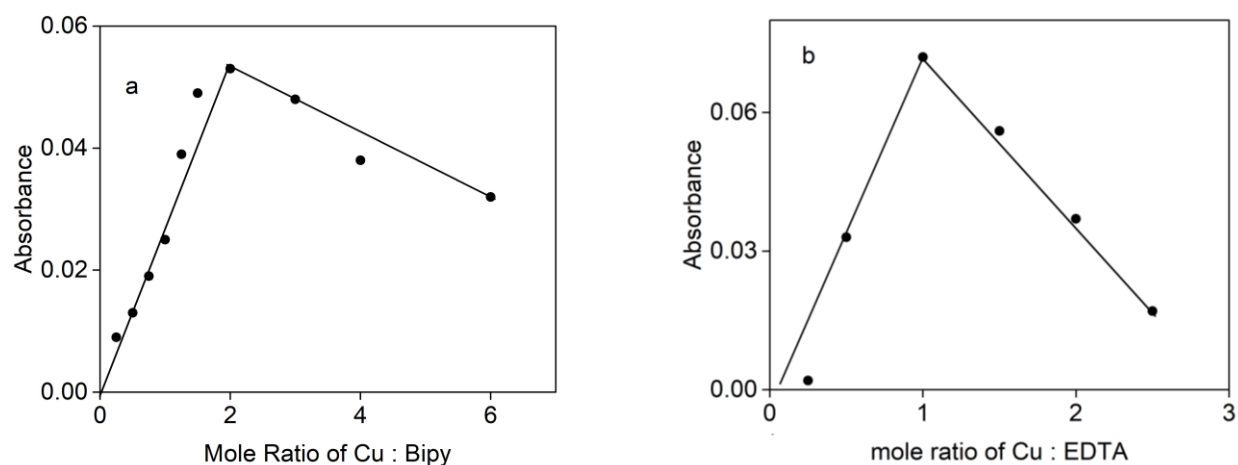 a
Absorbance
0.06
0.04
0.02
0.00
0 2 4 6
Mole Ratio of Cu : Bipy
b
Absorbance
0.06
0.03
0.00
0 1 2 3
mole ratio of Cu : EDTA